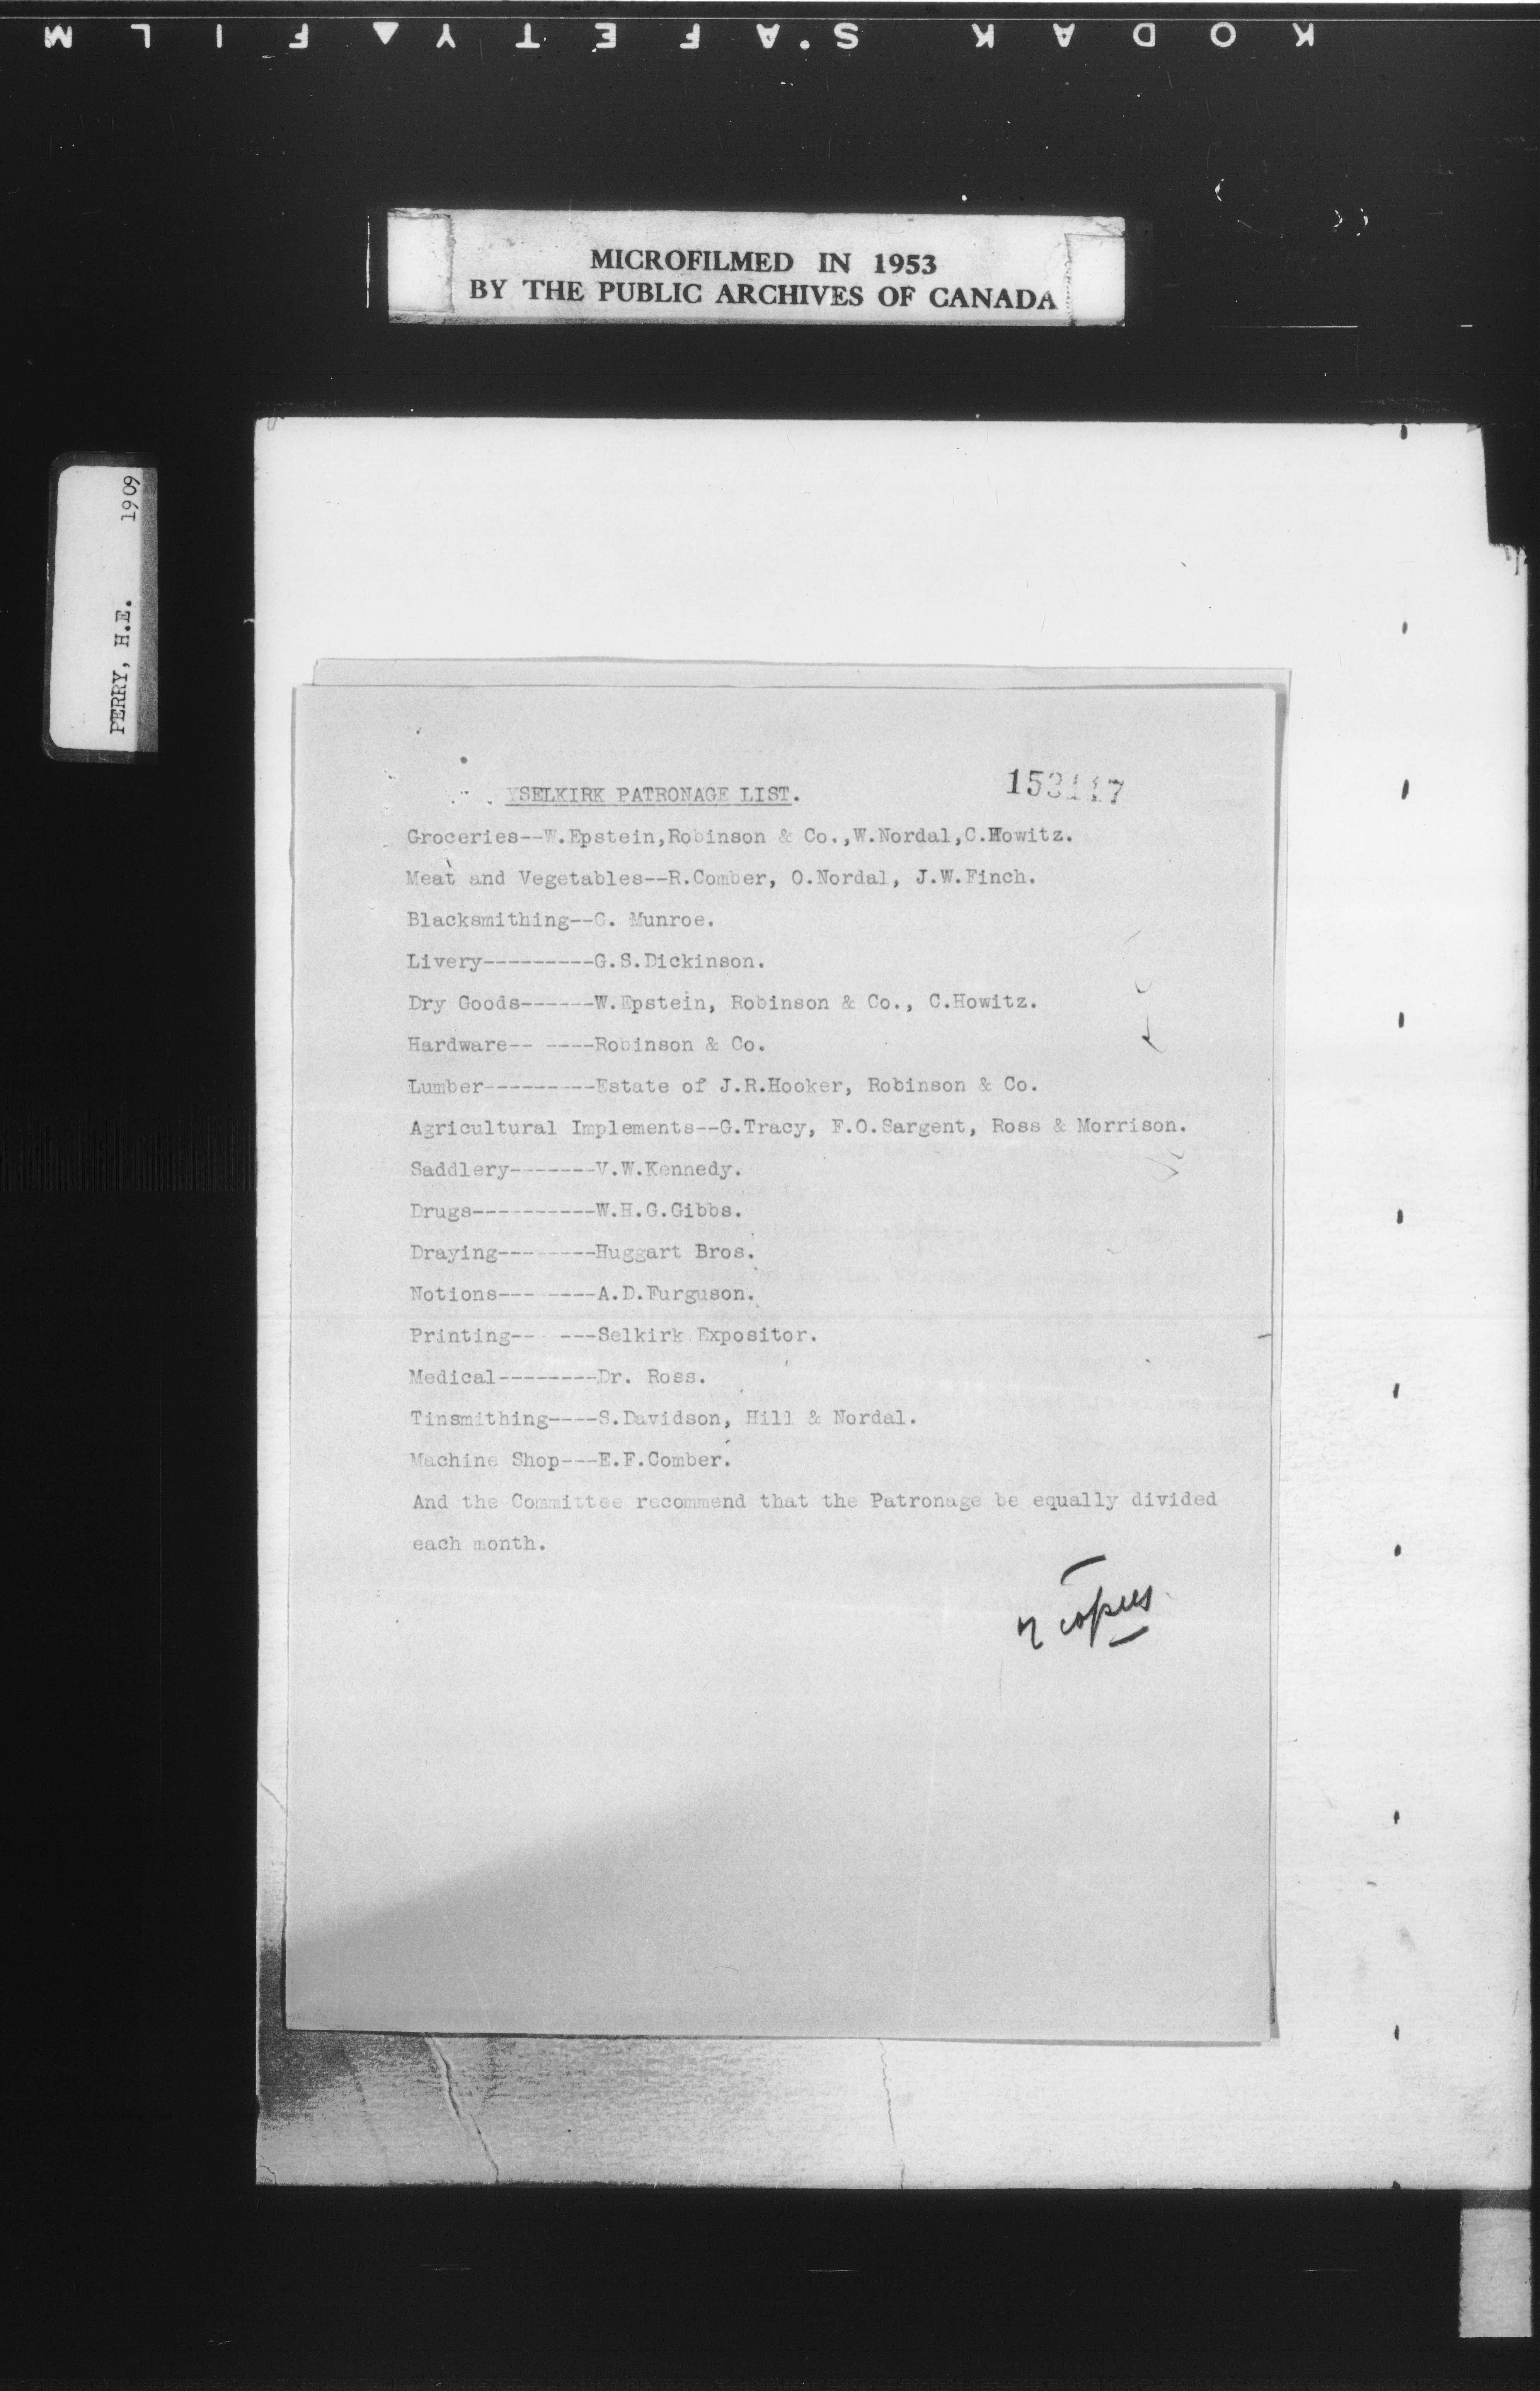 KODAK S'AFETY▲FILM
MICROFILMED IN 1953
BY THE PUBLIC ARCHIVES OF CANADA
PERRY, H.E. 1909
SELKIRK PATRONAGE LIST.
Groceries--W.Epstein,Robinson & Co.,W.Nordal,C.Howitz.
Meat and Vegetables--R.Comber, O.Nordal, J.W.Finch.
Blacksmithing--C. Munroe.
Livery---------G.S.Dickinson.
Dry Goods------W.Epstein, Robinson & Co., C.Howitz.
Hardware-- ----Robinson & Co.
Lumber---------Estate of J.R.Hooker, Robinson & Co.
Agricultural Implements--G.Tracy, F.O.Sargent, Ross & Morrison.
Saddlery-------V.W.Kennedy.
Drugs----------W.H.G.Gibbs.
Draying--------Huggart Bros.
Notions--- ----A.D.Furguson.
Printing-- ---Selkirk Expositor.
Medical--------Dr. Ross.
Tinsmithing----S.Davidson, Hill & Nordal.
Machine Shop---E.F.Comber.
And the Committee recommend that the Patronage be equally divided
each month.
copies